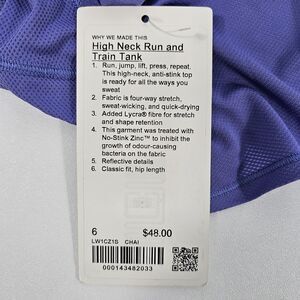 WHY WE MADE THIS
High Neck Run and
Train Tank
1. Run, jump, lift, press, repeat.
This high-neck, anti-stink top
is ready for all the ways you
sweat
2. Fabric is four-way stretch,
sweat-wicking, and quick-drying
3. Added Lycra® fibre for stretch
and shape retention
4. This garment was treated with
No-Stink Zinc™ to inhibit the
growth of odour-causing
bacteria on the fabric
5. Reflective details
6. Classic fit, hip length
6 $48.00
LW1CZ1S CHAI
000143482033